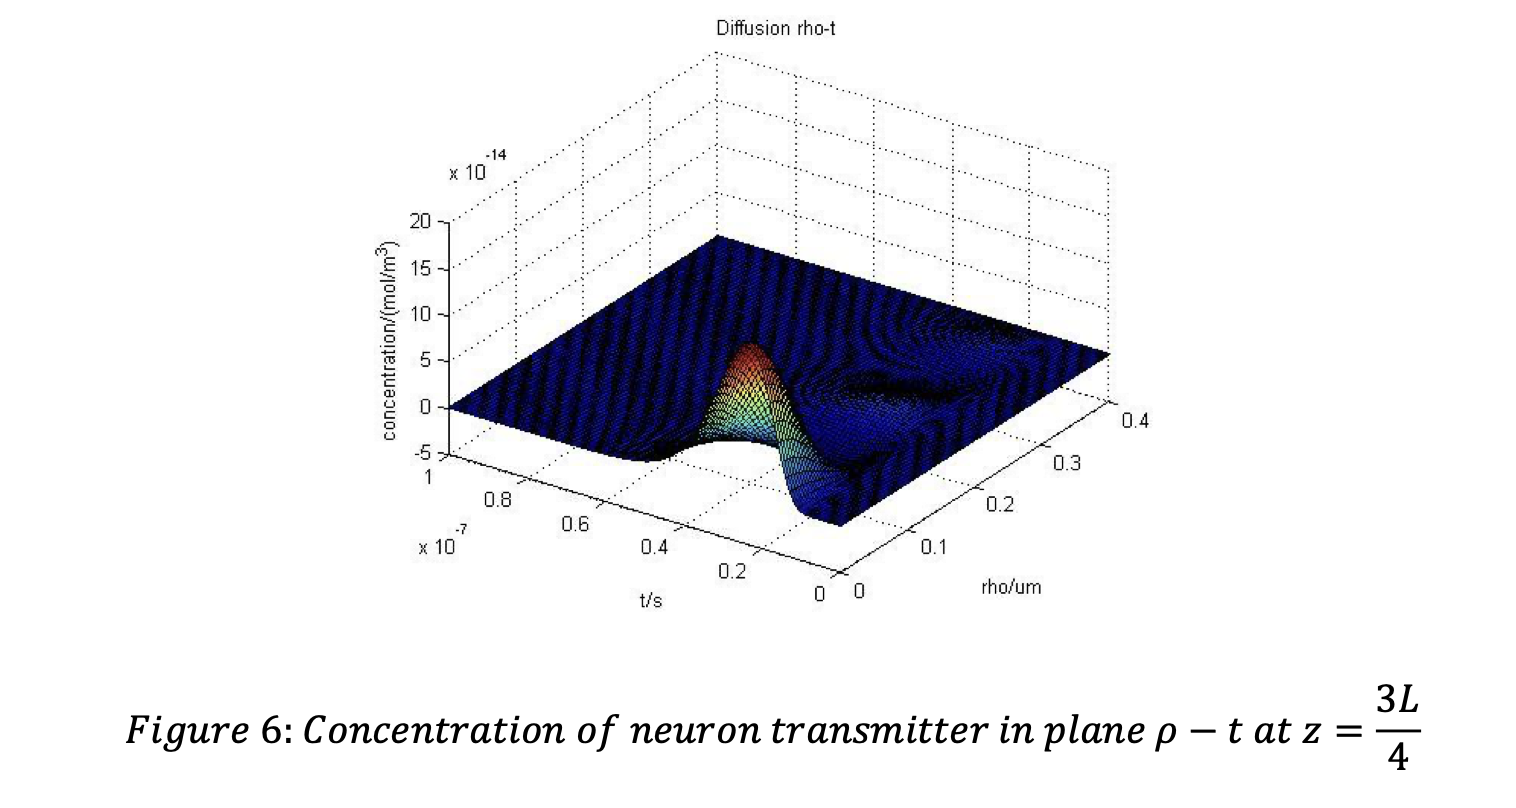 Diffusion rho-t
x 10^-14
20
15
10
5
0
-5
concentration/(mol/m^3)
1
0.8
0.6
0.4
0.2
0
x 10^-7
t/s
0
0.1
0.2
0.3
0.4
rho/um
Figure 6: Concentration of neuron transmitter in plane ρ − t at z = 3L/4